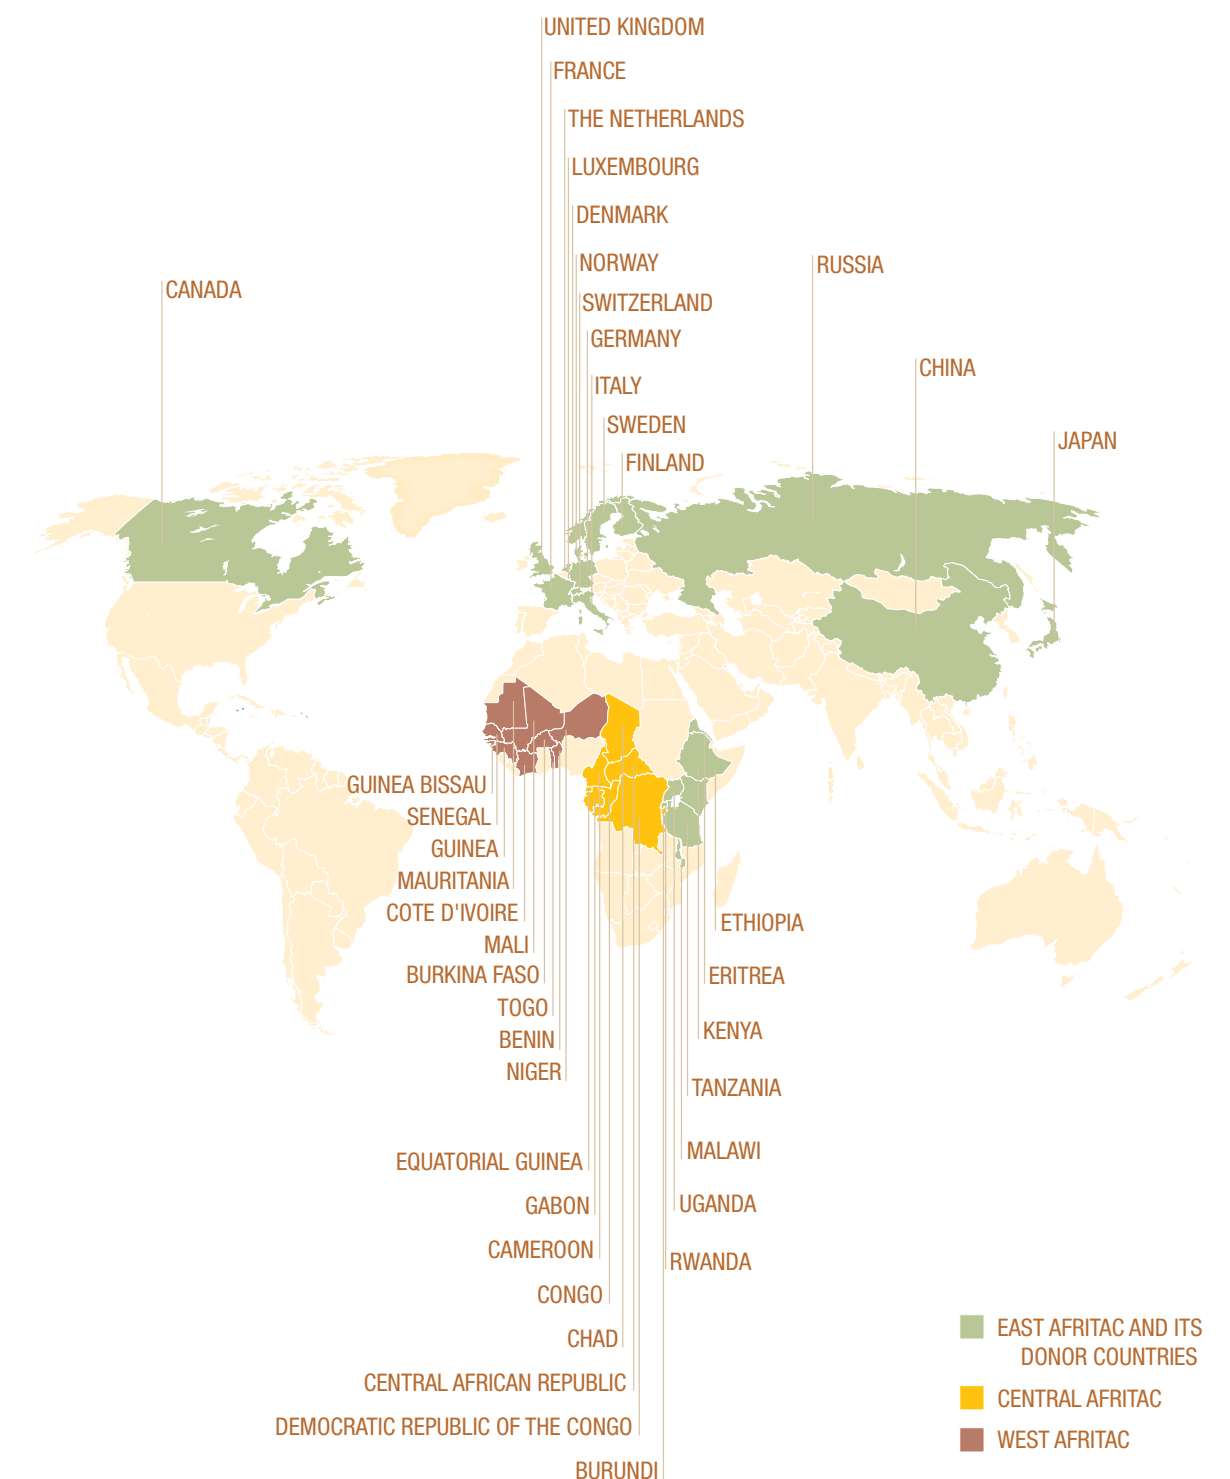 UNITED KINGDOM
FRANCE
THE NETHERLANDS
LUXEMBOURG
DENMARK
NORWAY
RUSSIA
CANADA
SWITZERLAND
GERMANY
CHINA
ITALY
SWEDEN
JAPAN
FINLAND
GUINEA BISSAU
SENEGAL
GUINEA
MAURITANIA
COTE D'IVOIRE
ETHIOPIA
MALI
BURKINA FASO
ERITREA
TOGO
KENYA
BENIN
NIGER
TANZANIA
MALAWI
EQUATORIAL GUINEA
UGANDA
GABON
CAMEROON
RWANDA
CONGO
CHAD
CENTRAL AFRICAN REPUBLIC
DEMOCRATIC REPUBLIC OF THE CONGO
BURUNDI
EAST AFRITAC AND ITS
DONOR COUNTRIES
CENTRAL AFRITAC
WEST AFRITAC